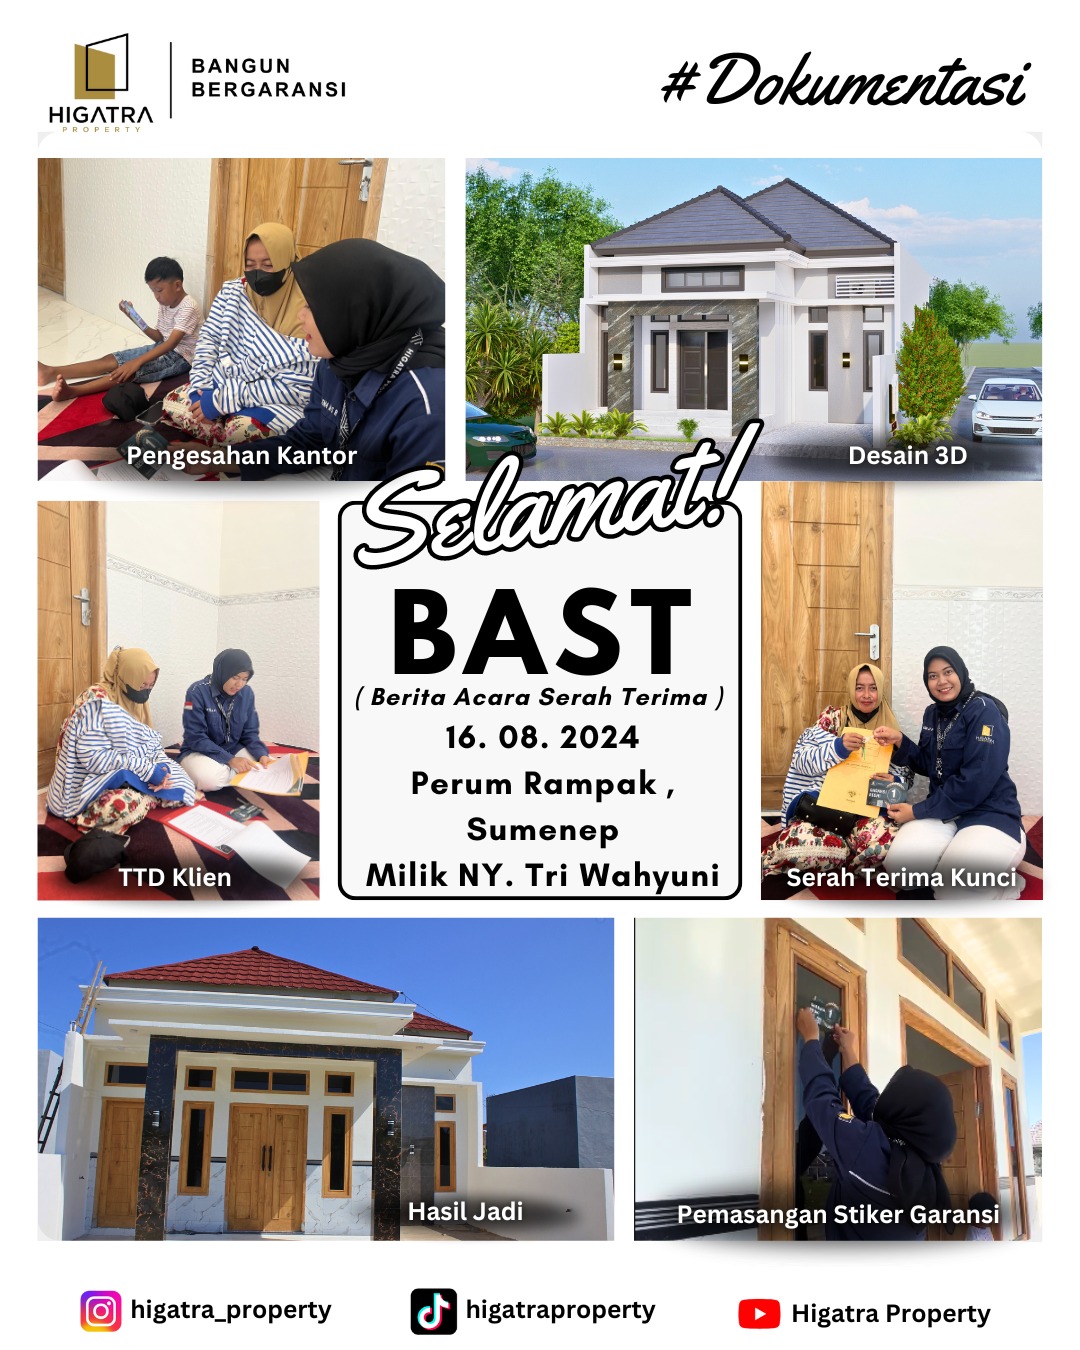 HIGATRA
PROPERTY
BANGUN
BERGARANSI
#Dokumentasi
Pengesahan Kantor
Desain 3D
Selamat!
BAST
( Berita Acara Serah Terima )
16. 08. 2024
Perum Rampak ,
Sumenep
Milik NY. Tri Wahyuni
TTD Klien
Serah Terima Kunci
Hasil Jadi
Pemasangan Stiker Garansi
higatra_property
higatraproperty
Higatra Property